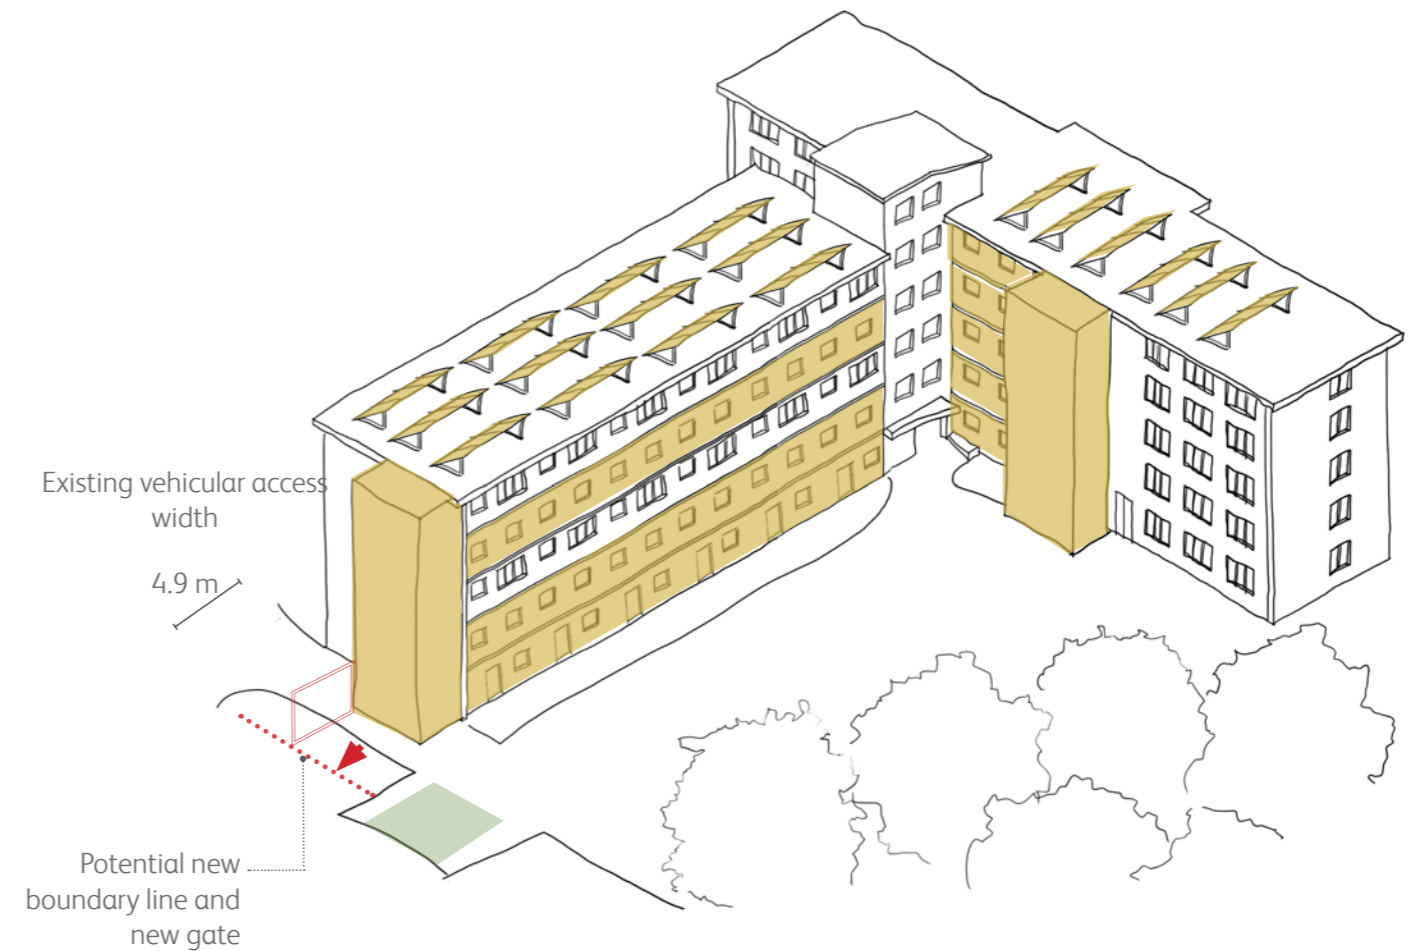 Existing vehicular access
width
4.9 m
Potential new
boundary line and
new gate